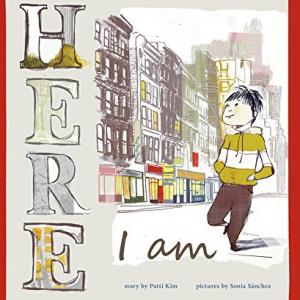 HERE
I am
story by Patti Kim
pictures by Sonia Sánchez